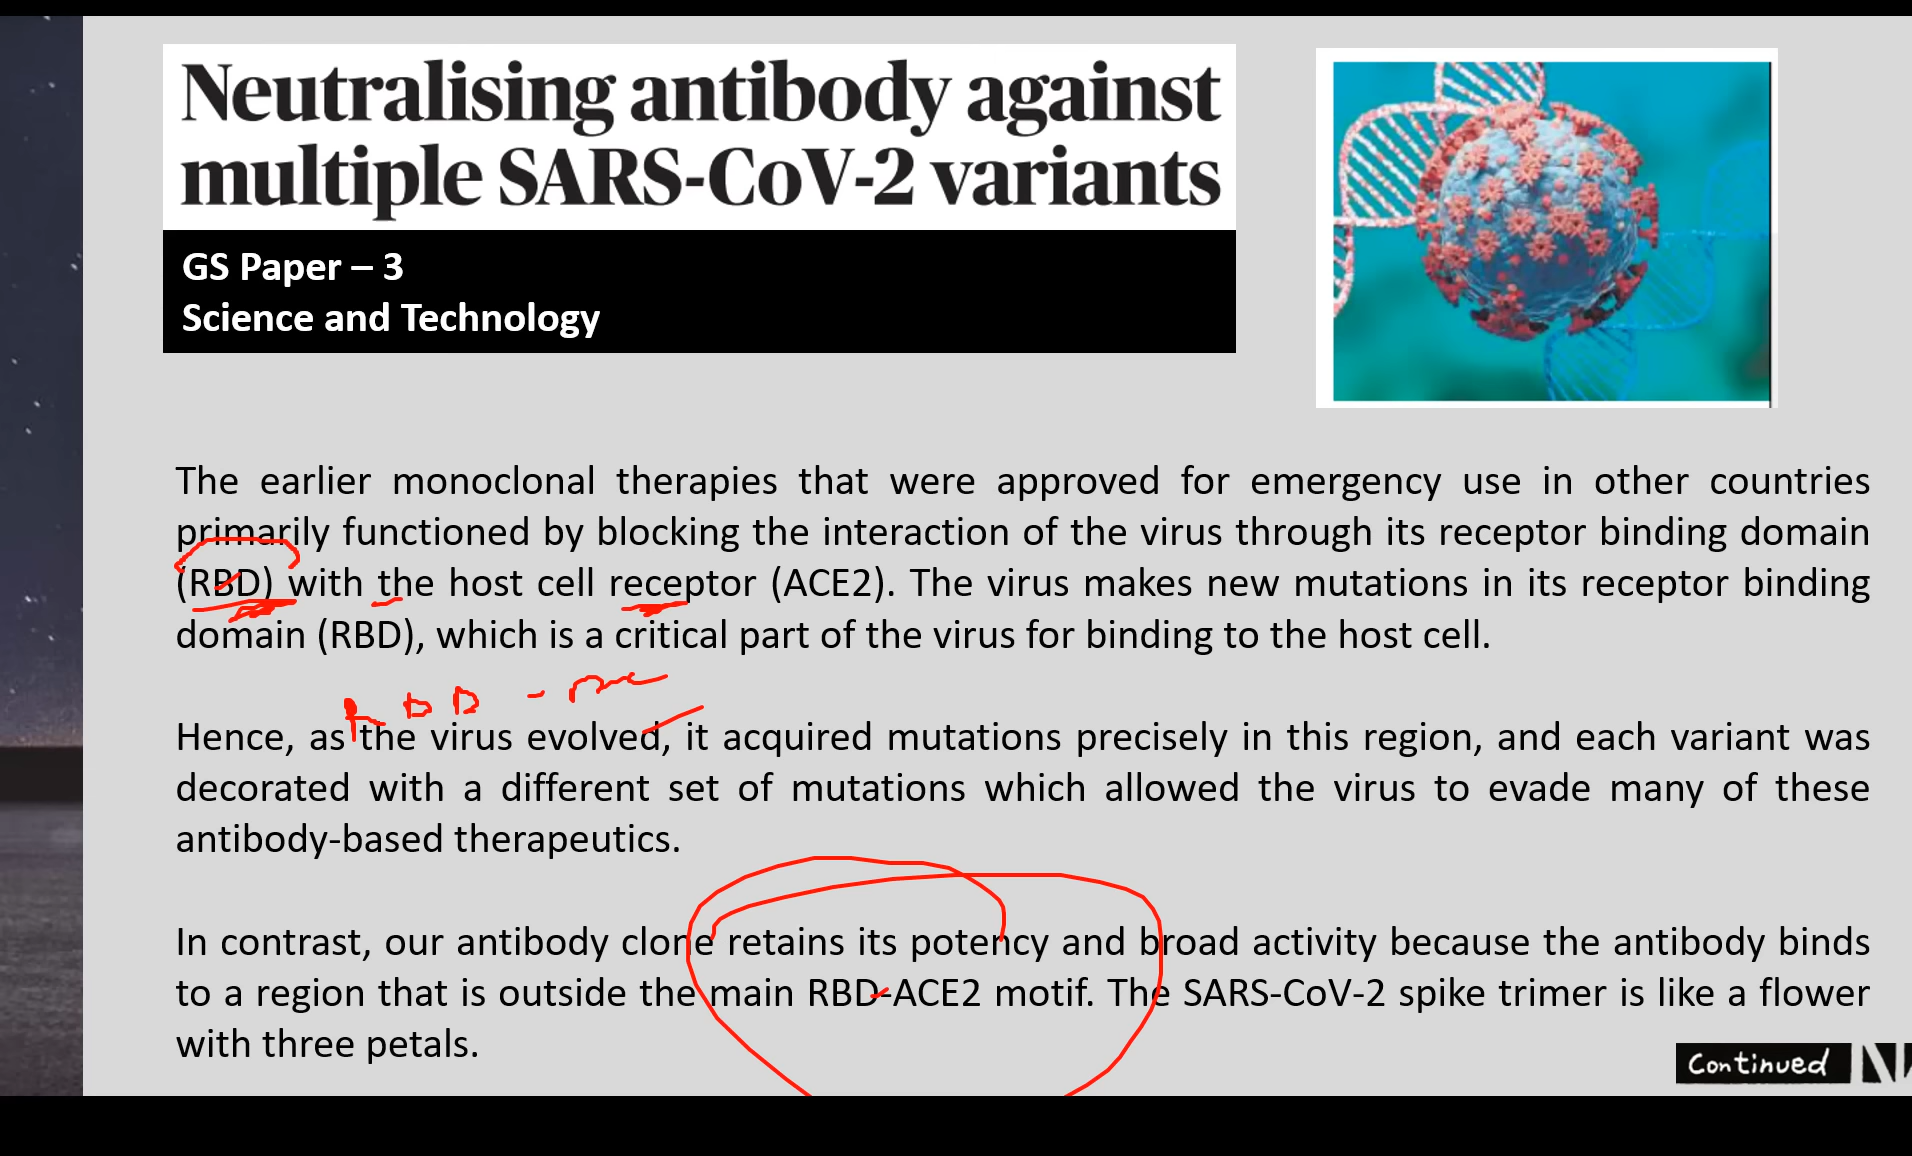 Neutralising antibody against
multiple SARS-CoV-2 variants
GS Paper – 3
Science and Technology
The earlier monoclonal therapies that were approved for emergency use in other countries
primarily functioned by blocking the interaction of the virus through its receptor binding domain
(RBD) with the host cell receptor (ACE2). The virus makes new mutations in its receptor binding
domain (RBD), which is a critical part of the virus for binding to the host cell.
Hence, as the virus evolved, it acquired mutations precisely in this region, and each variant was
decorated with a different set of mutations which allowed the virus to evade many of these
antibody-based therapeutics.
In contrast, our antibody clone retains its potency and broad activity because the antibody binds
to a region that is outside the main RBD-ACE2 motif. The SARS-CoV-2 spike trimer is like a flower
with three petals.
Continued